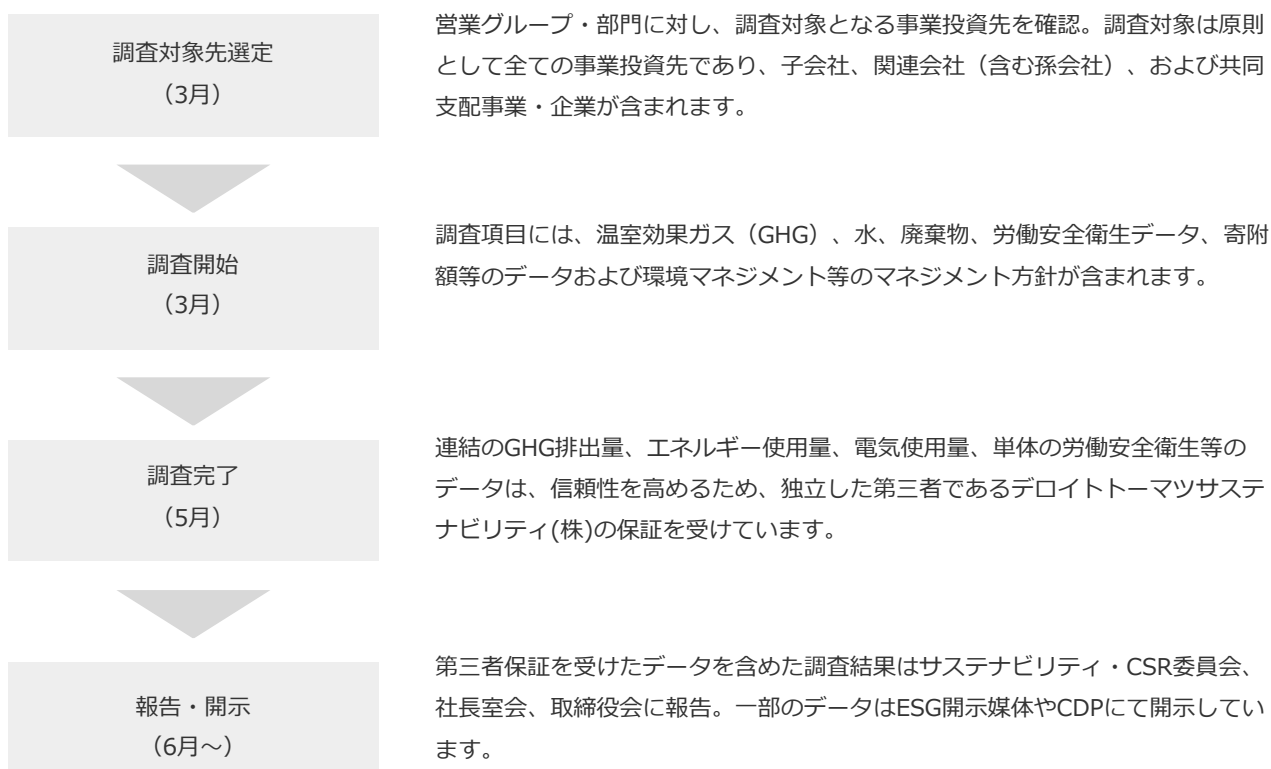 調査対象先選定
（3月）
営業グループ・部門に対し、調査対象となる事業投資先を確認。調査対象は原則
として全ての事業投資先であり、子会社、関連会社（含む孫会社）、および共同
支配事業・企業が含まれます。
調査開始
（3月）
調査項目には、温室効果ガス（GHG）、水、廃棄物、労働安全衛生データ、寄附
額等のデータおよび環境マネジメント等のマネジメント方針が含まれます。
調査完了
（5月）
連結のGHG排出量、エネルギー使用量、電気使用量、単体の労働安全衛生等の
データは、信頼性を高めるため、独立した第三者であるデロイトトーマツサステ
ナビリティ(株)の保証を受けています。
報告・開示
（6月～）
第三者保証を受けたデータを含めた調査結果はサステナビリティ・CSR委員会、
社長室会、取締役会に報告。一部のデータはESG開示媒体やCDPにて開示してい
ます。